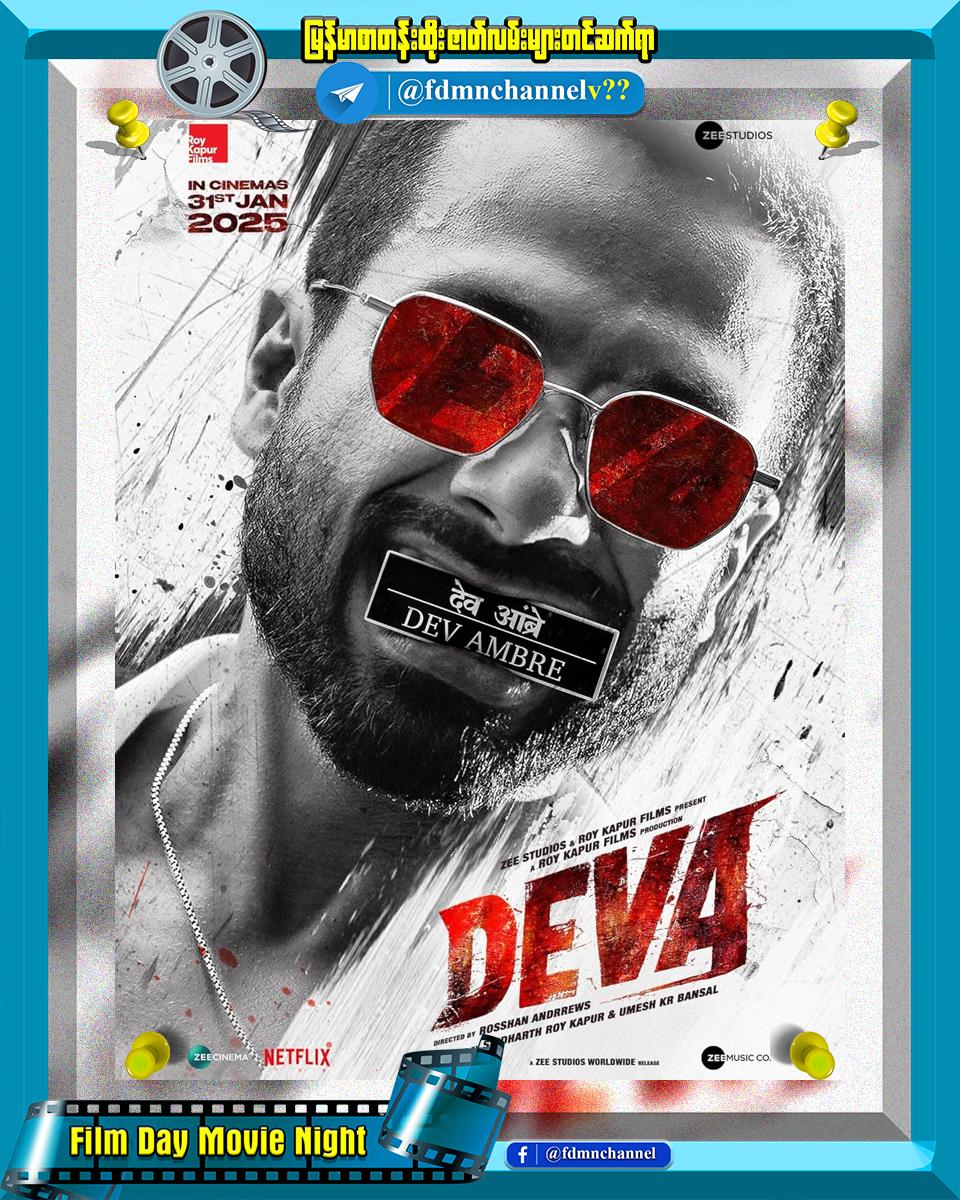 မြန်မာစာတန်းထိုးဇာတ်လမ်းများတင်ဆက်ရာ
@fdmnchannelv??
Roy
Kapur
Films
ZEE STUDIOS
IN CINEMAS
31ST JAN
2025
देव आंब्रे
DEV AMBRE
ZEE STUDIOS & ROY KAPUR FILMS PRESENT
A ROY KAPUR FILMS PRODUCTION
DEVA
DIRECTED BY ROSSHAN ANDRREWS
DHARTH ROY KAPUR & UMESH KR BANSAL
ZEE CINEMA
NETFLIX
A ZEE STUDIOS WORLDWIDE RELEASE
ZEE MUSIC CO.
Film Day Movie Night
f @fdmnchannel